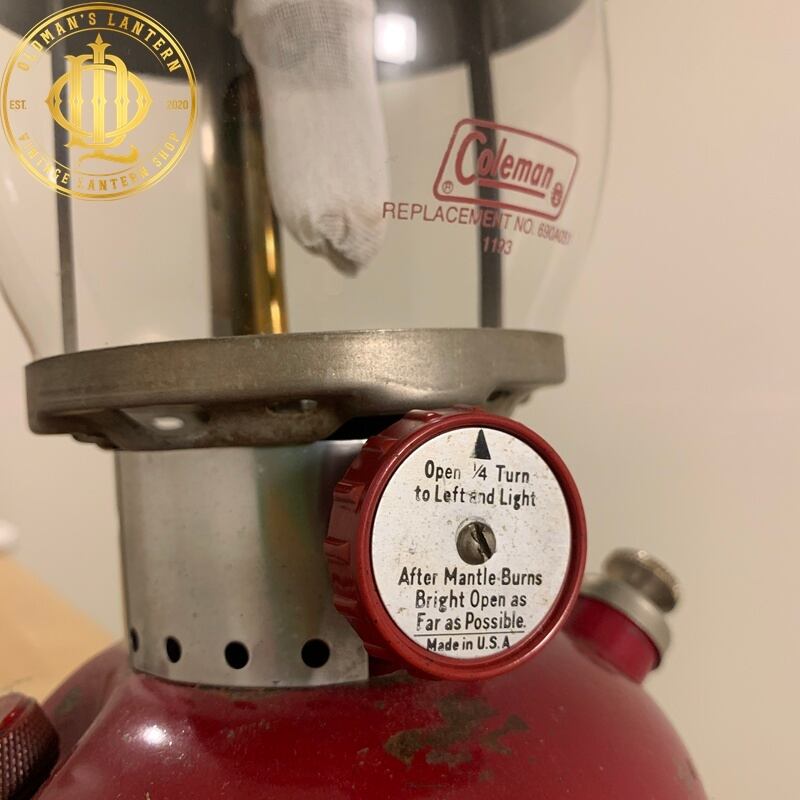 OLDMAN'S LANTERN
EST. 2020
VINTAGE LANTERN SHOP
Coleman
®
REPLACEMENT NO. 690A051
1193
Open 1/4 Turn
to Left and Light
After Mantle Burns
Bright Open as
Far as Possible.
Made in U.S.A